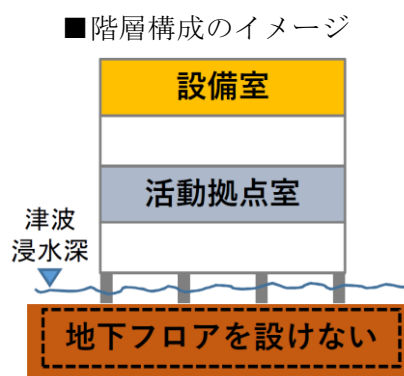 ■階層構成のイメージ
設備室
活動拠点室
津波
浸水深
地下フロアを設けない